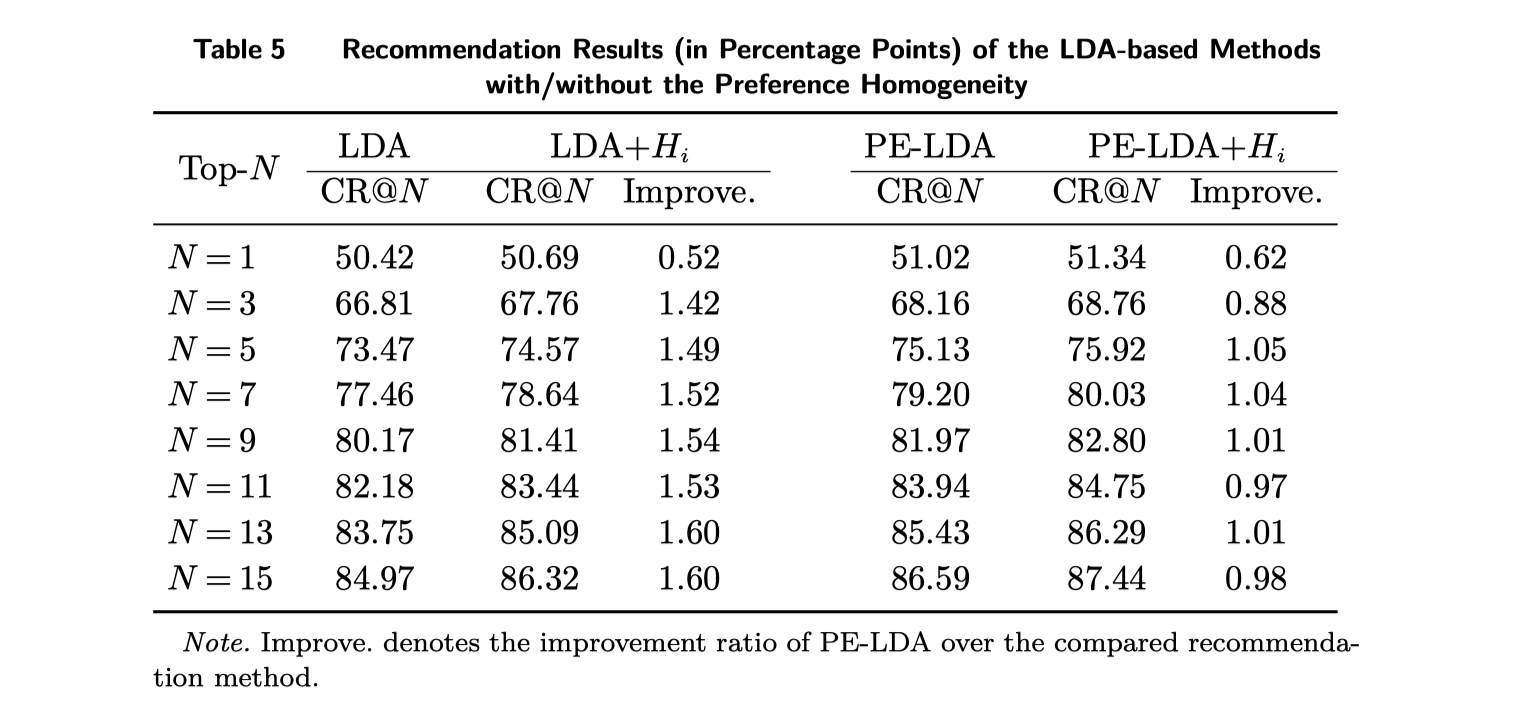 Table 5 Recommendation Results (in Percentage Points) of the LDA-based Methods
with/without the Preference Homogeneity
Top-N LDA LDA+Hᵢ PE-LDA PE-LDA+Hᵢ
CR@N CR@N Improve. CR@N CR@N Improve.
N = 1 50.42 50.69 0.52 51.02 51.34 0.62
N = 3 66.81 67.76 1.42 68.16 68.76 0.88
N = 5 73.47 74.57 1.49 75.13 75.92 1.05
N = 7 77.46 78.64 1.52 79.20 80.03 1.04
N = 9 80.17 81.41 1.54 81.97 82.80 1.01
N = 11 82.18 83.44 1.53 83.94 84.75 0.97
N = 13 83.75 85.09 1.60 85.43 86.29 1.01
N = 15 84.97 86.32 1.60 86.59 87.44 0.98
Note. Improve. denotes the improvement ratio of PE-LDA over the compared recommenda-
tion method.